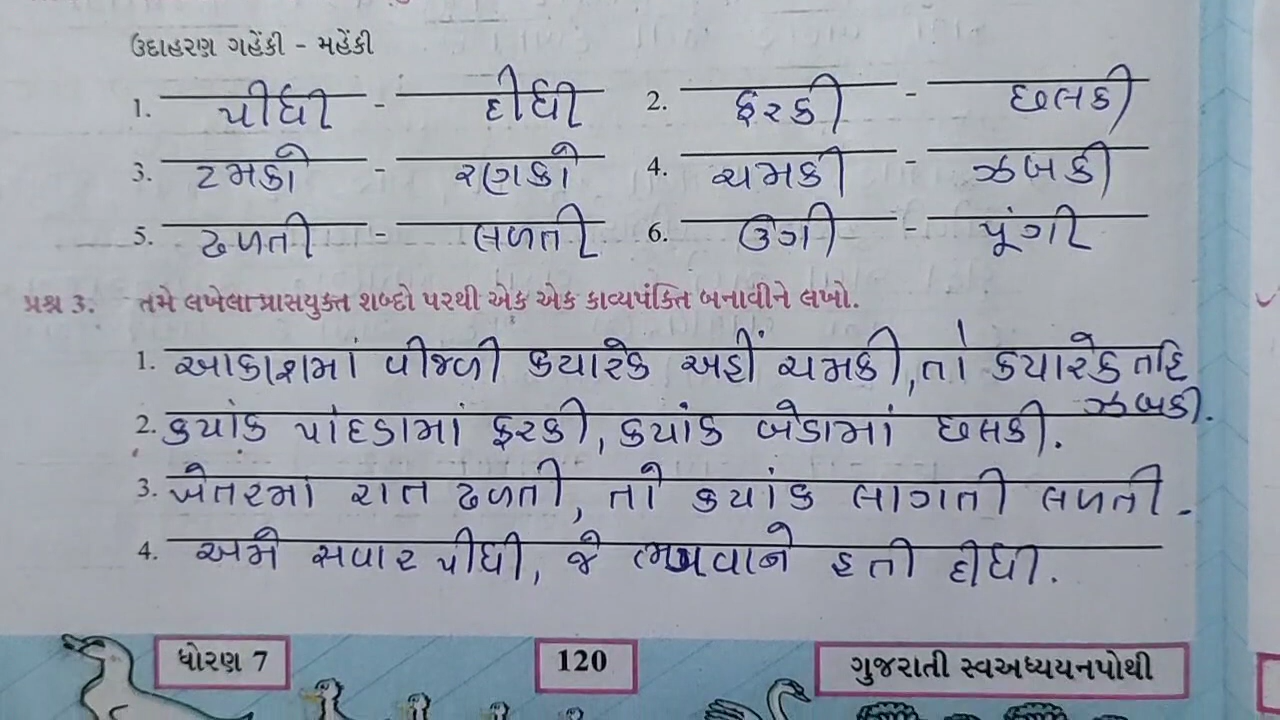 ઉદાહરણ ગહેંકી - મહેંકી
1. પીધી - દીધી 2. ફરકી - છલકી
3. ટમકો - રણકો 4. ચમકી - ઝબકી
5. ઢળતી - લળતી 6. ઉગી - પૂંગી
પ્રશ્ન 3. તમે લખેલા પ્રાસયુક્ત શબ્દો પરથી એક એક કાવ્યપંક્તિ બનાવીને લખો.
1. આકાશમાં વીજળી ક્યારેક અહીં ચમકી, તો ક્યારેક તહિ
ઝબકી.
2. ક્યાંક પાંદડામાં ફરકી, ક્યાંક બેડામાં છલકી.
3. ખેતરમાં રાત ઢળતી, તો ક્યાંક લાગતી લળતી.
4. અમે સવાર પીધી, જે હતી દીધી.
ધોરણ 7
120
ગુજરાતી સ્વઅધ્યયનપોથી